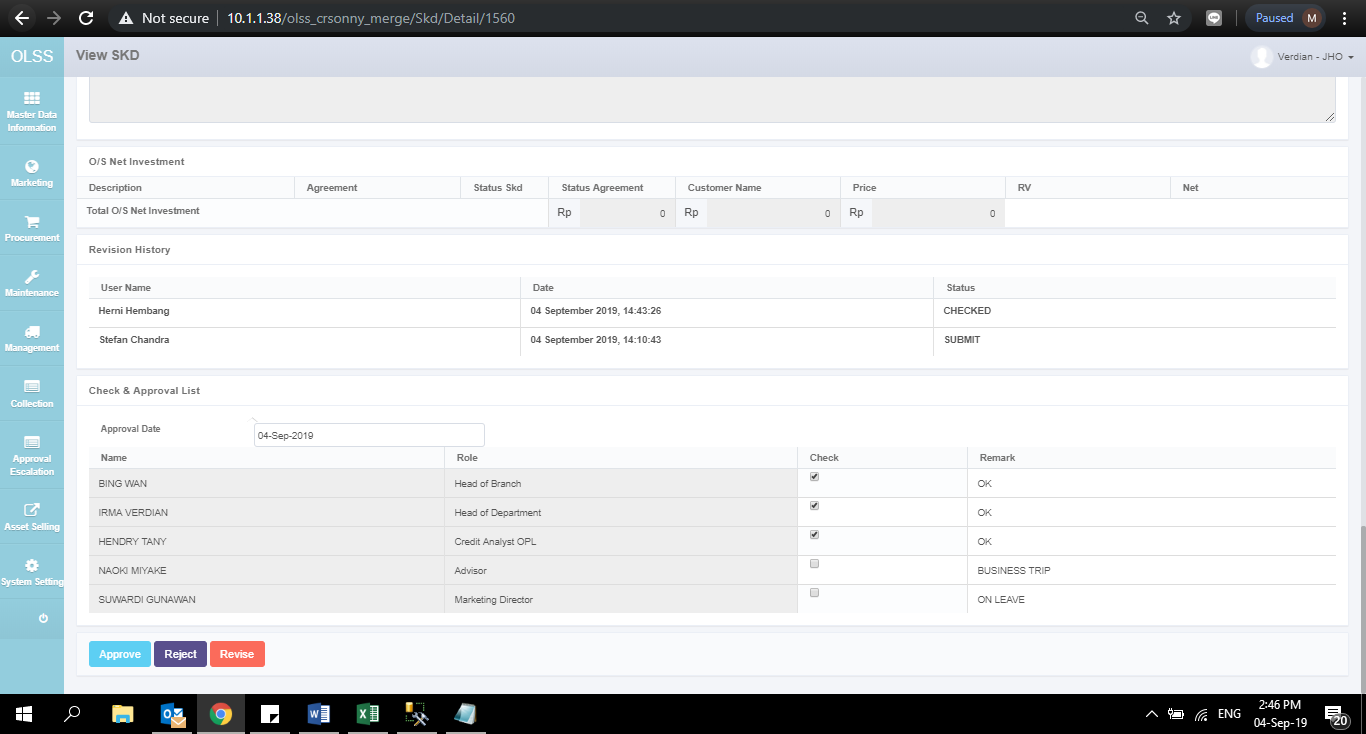 Not secure | 10.1.1.38/olss_crsonny_merge/Skd/Detail/1560
Paused M
OLSS
View SKD
Verdian - JHO
Master Data Information
Marketing
Procurement
Maintenance
Management
Collection
Approval Escalation
Asset Selling
System Setting
O/S Net Investment
Description Agreement Status Skd Status Agreement Customer Name Price RV Net
Total O/S Net Investment Rp 0 Rp 0 Rp 0
Revision History
User Name Date Status
Herni Hembang 04 September 2019, 14:43:26 CHECKED
Stefan Chandra 04 September 2019, 14:10:43 SUBMIT
Check & Approval List
Approval Date 04-Sep-2019
Name Role Check Remark
BING WAN Head of Branch OK
IRMA VERDIAN Head of Department OK
HENDRY TANY Credit Analyst OPL OK
NAOKI MIYAKE Advisor BUSINESS TRIP
SUWARDI GUNAWAN Marketing Director ON LEAVE
Approve Reject Revise
ENG
2:46 PM
04-Sep-19
20